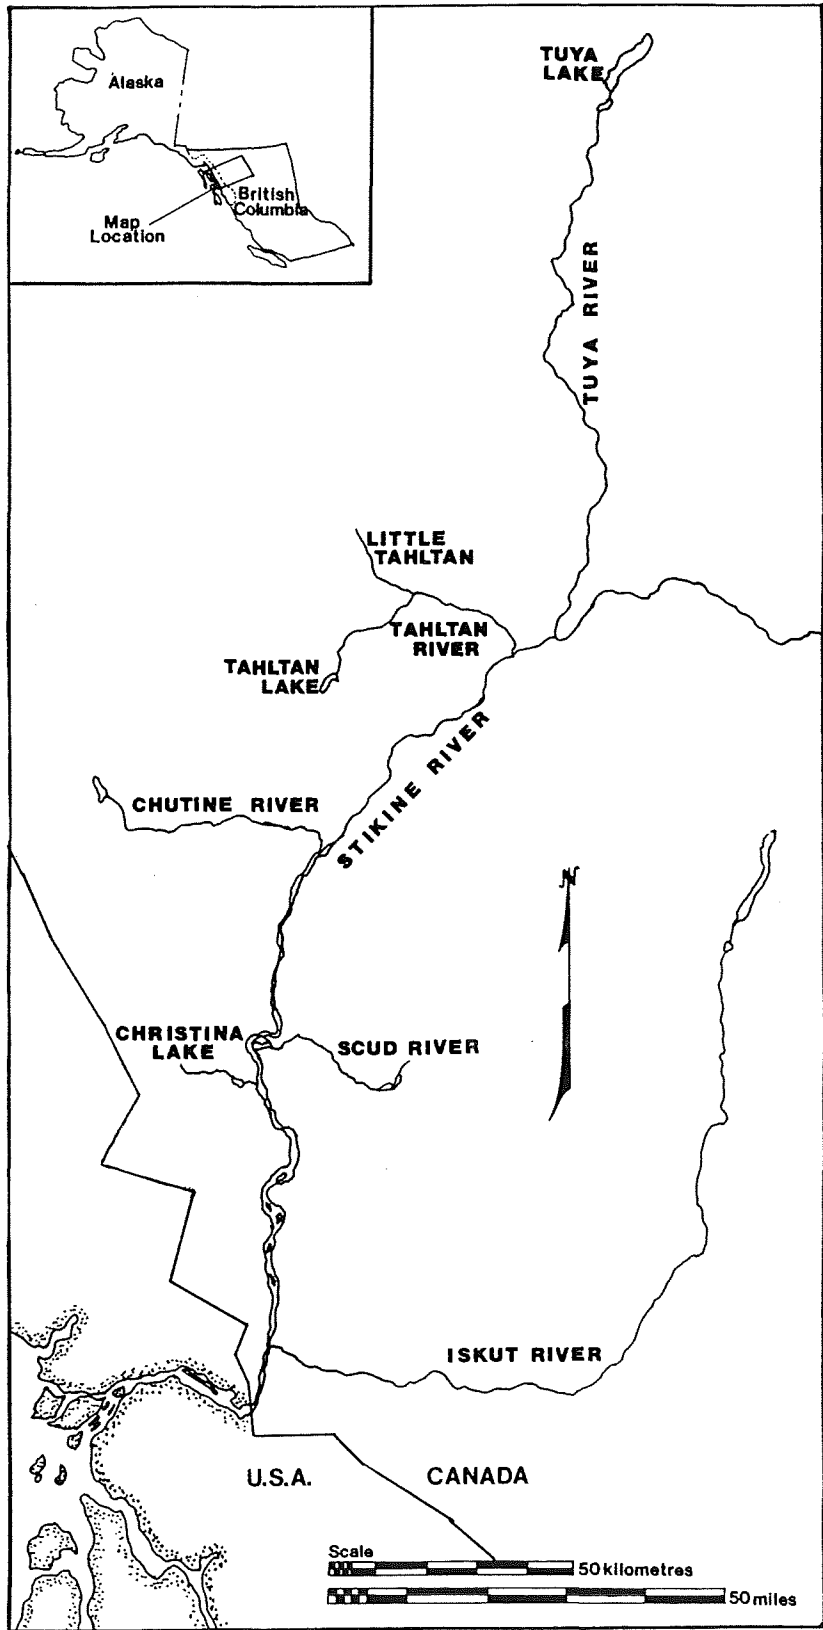 Alaska
British
Columbia
Map
Location
TUYA
LAKE
TUYA RIVER
LITTLE
TAHLTAN
TAHLTAN
RIVER
TAHLTAN
LAKE
STIKINE RIVER
CHUTINE RIVER
N
CHRISTINA
LAKE
SCUD RIVER
ISKUT RIVER
U.S.A.
CANADA
Scale
50 kilometres
50 miles